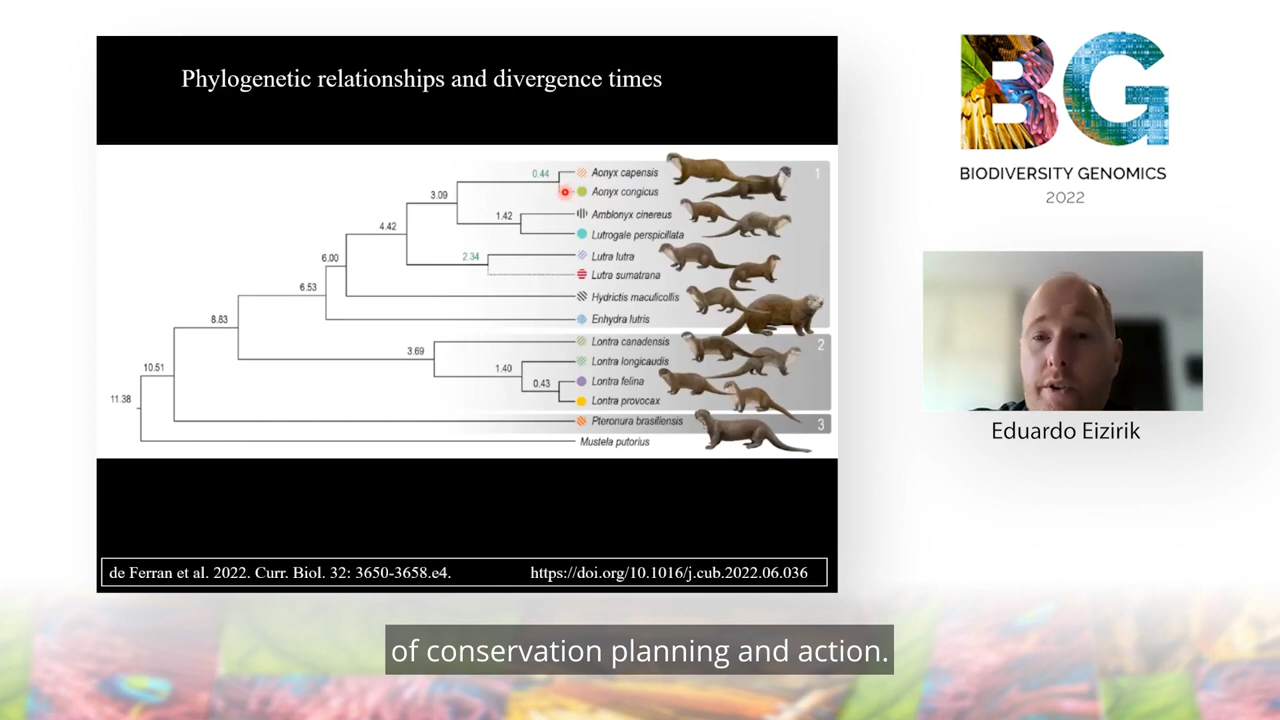 Phylogenetic relationships and divergence times
0.44
Aonyx capensis
1
3.09
Aonyx congicus
1.42
Amblonyx cinereus
4.42
Lutrogale perspicillata
6.00
2.34
Lutra lutra
Lutra sumatrana
6.53
Hydrictis maculicollis
8.83
Enhydra lutris
3.69
Lontra canadensis
2
10.51
1.40
Lontra longicaudis
0.43
Lontra felina
11.38
Lontra provocax
Pteronura brasiliensis
3
Mustela putorius
de Ferran et al. 2022. Curr. Biol. 32: 3650-3658.e4.
https://doi.org/10.1016/j.cub.2022.06.036
BG
BIODIVERSITY GENOMICS
2022
Eduardo Eizirik
of conservation planning and action.